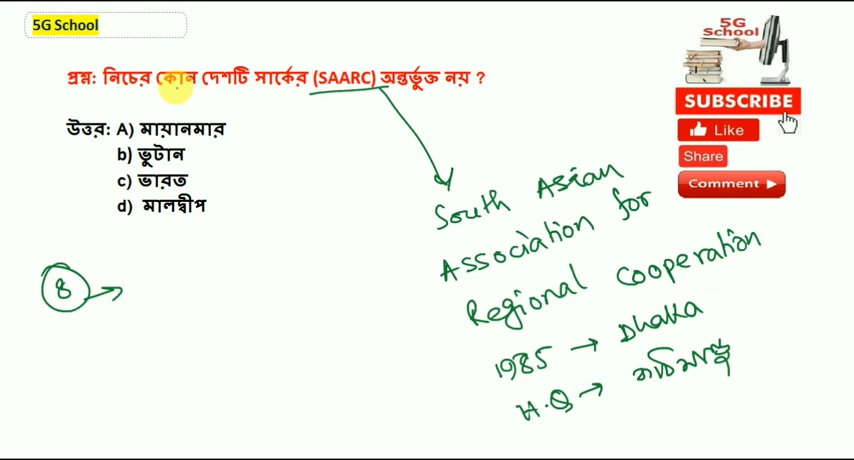 5G School
5G
School
প্রশ্ন: নিচের কোন দেশটি সার্কের (SAARC) অন্তর্ভুক্ত নয় ?
SUBSCRIBE
উত্তর: A) মায়ানমার
Like
b) ভুটান
Share
c) ভারত
Comment
d) মালদ্বীপ
South Asian
Association for
Regional Cooperation
8
1985 → Dhaka
H.Q →